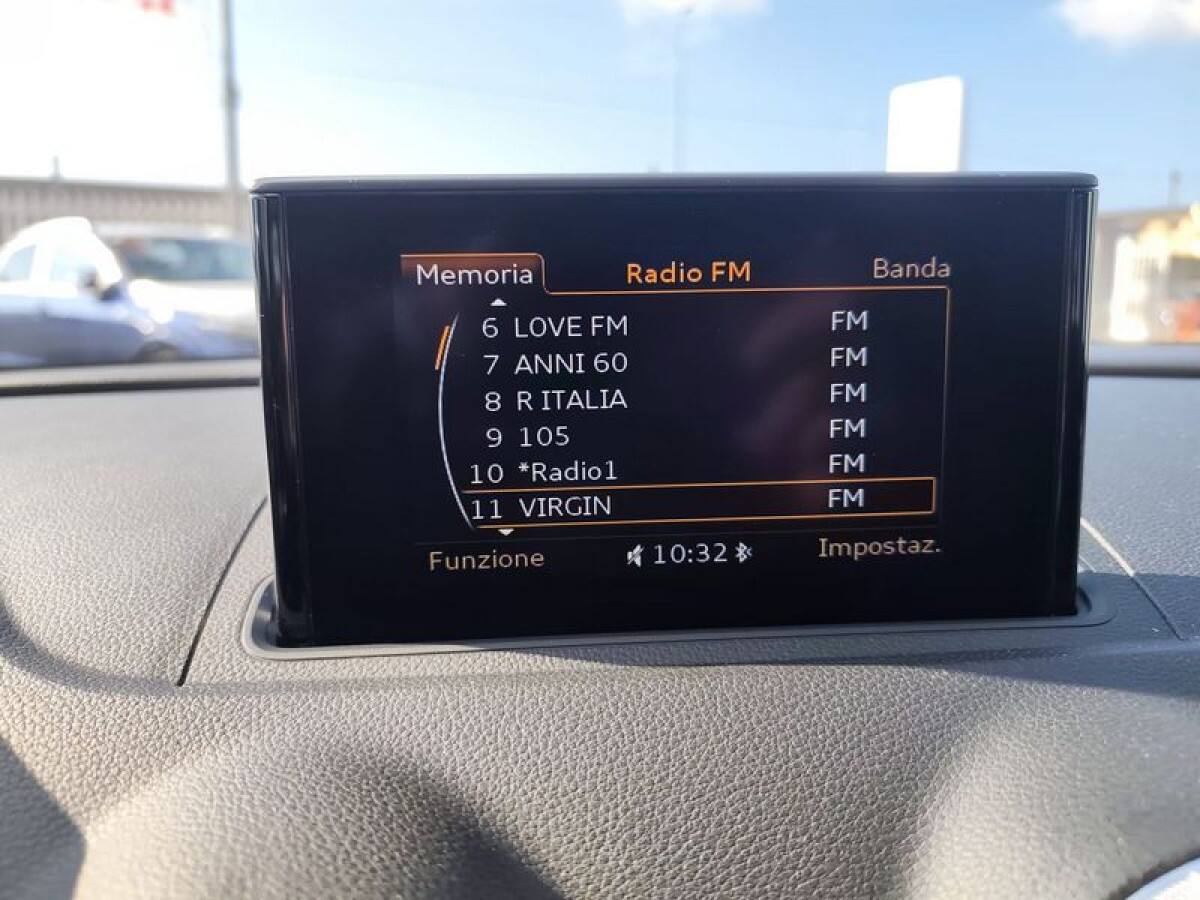 Memoria Radio FM Banda
6 LOVE FM FM
7 ANNI 60 FM
8 R ITALIA FM
9 105 FM
10 *Radio1 FM
11 VIRGIN FM
Funzione 10:32 Impostaz.